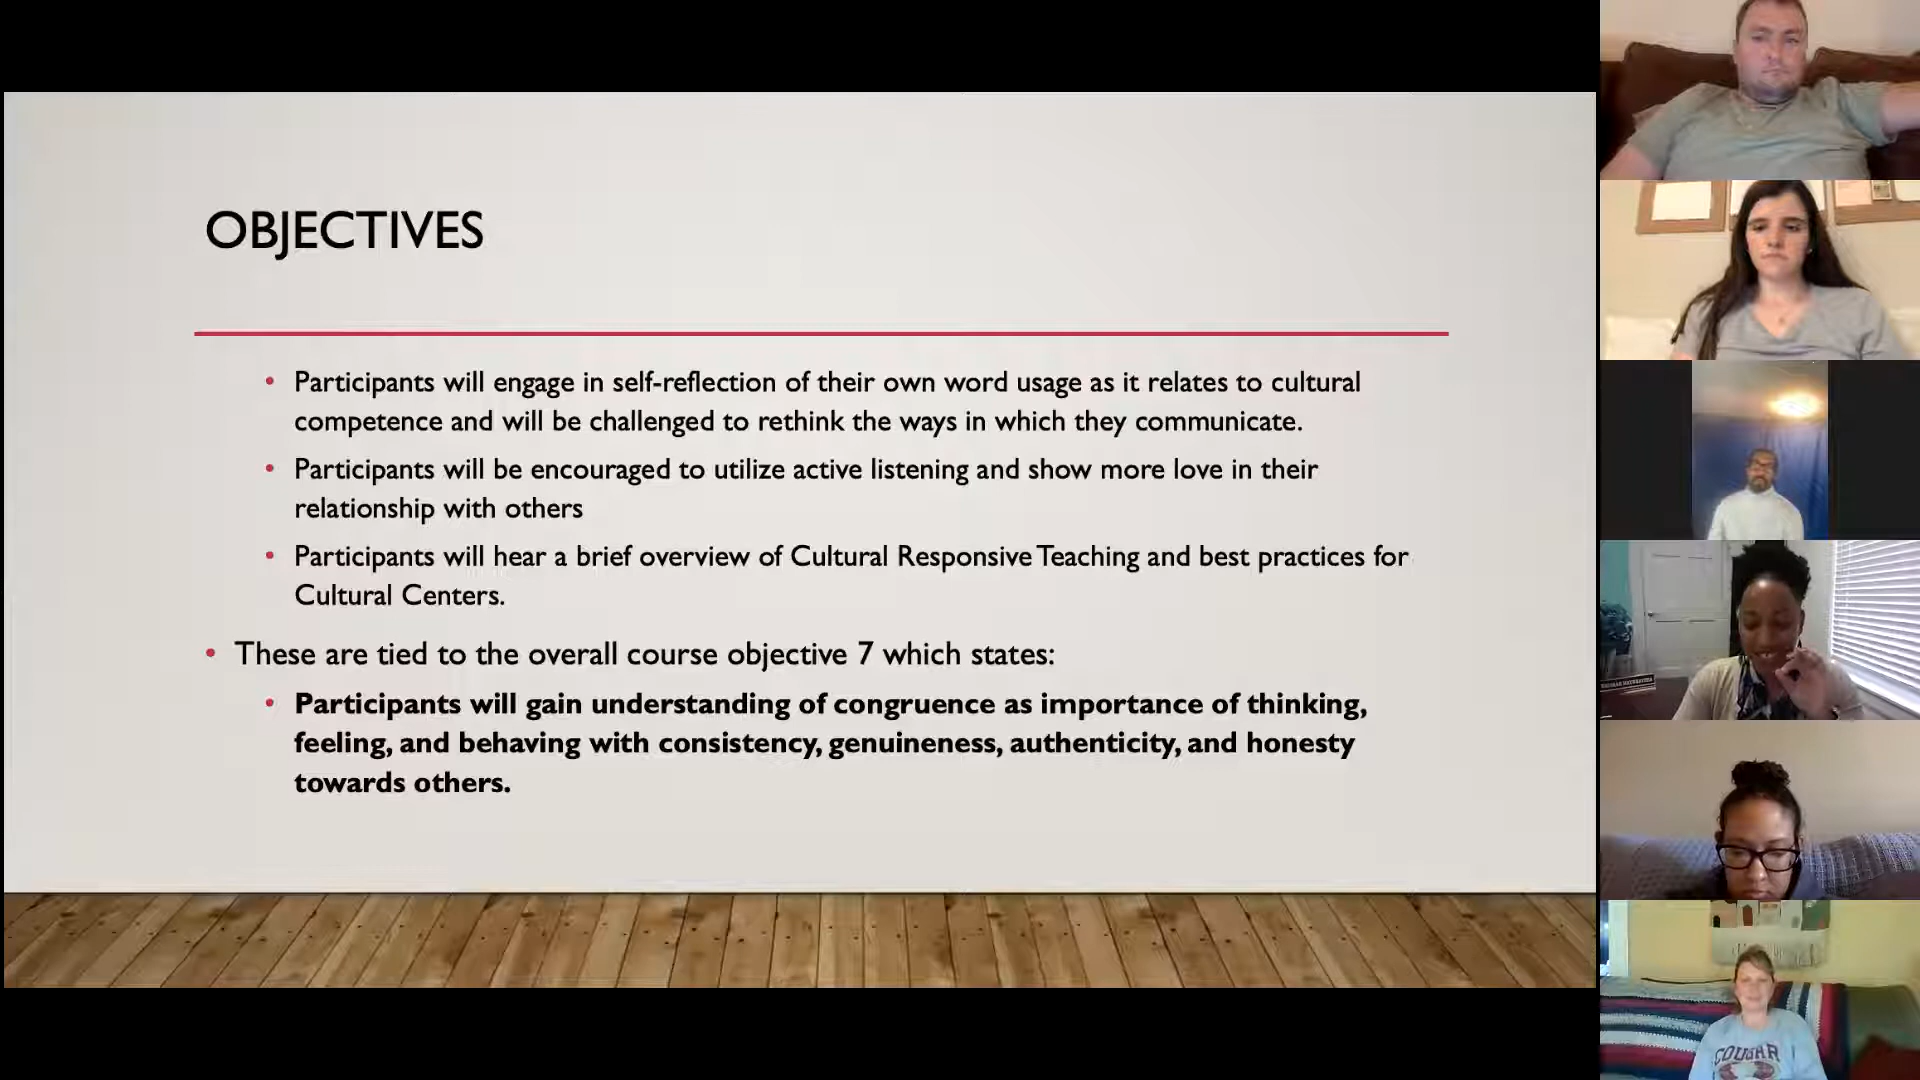 OBJECTIVES
• Participants will engage in self-reflection of their own word usage as it relates to cultural
competence and will be challenged to rethink the ways in which they communicate.
• Participants will be encouraged to utilize active listening and show more love in their
relationship with others
• Participants will hear a brief overview of Cultural Responsive Teaching and best practices for
Cultural Centers.
• These are tied to the overall course objective 7 which states:
• Participants will gain understanding of congruence as importance of thinking,
feeling, and behaving with consistency, genuineness, authenticity, and honesty
towards others.
COUGAR